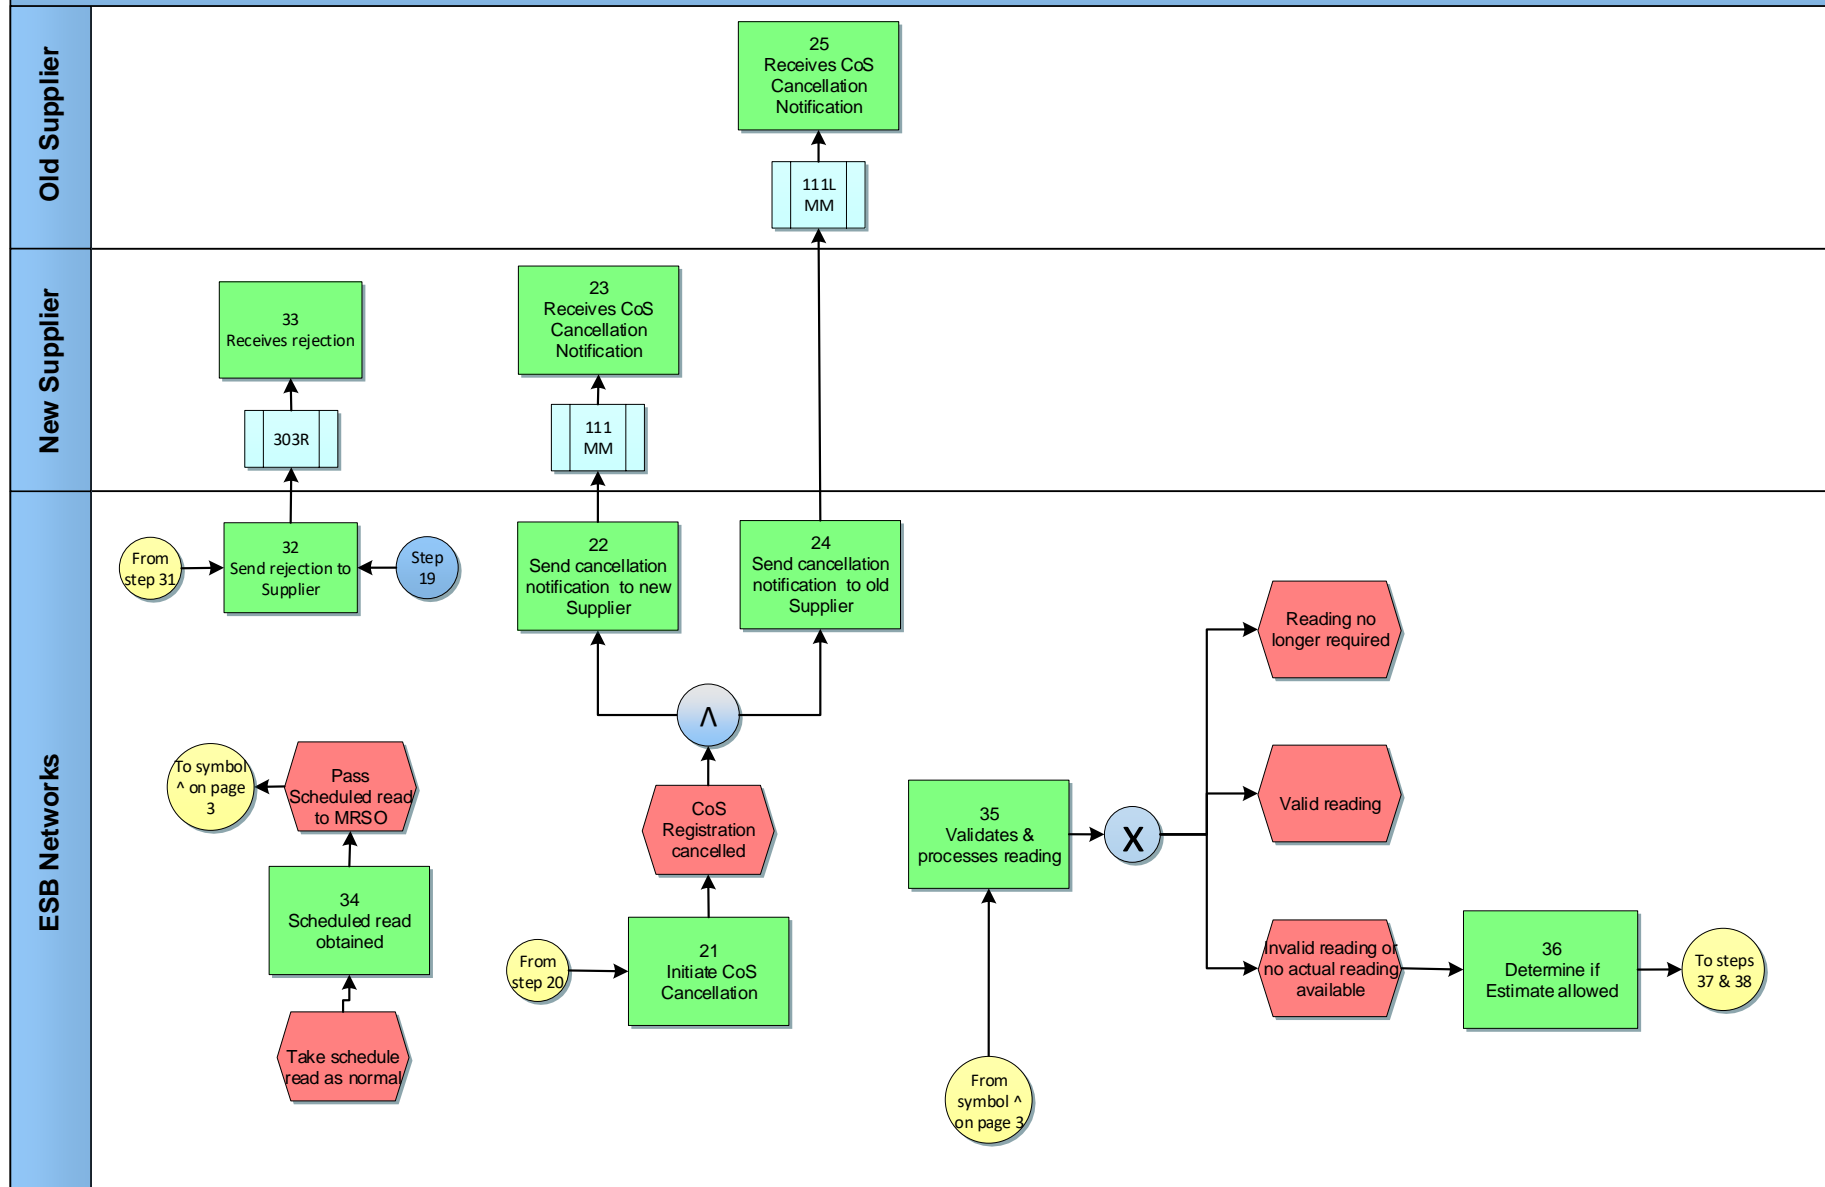 Old Supplier
25
Receives CoS
Cancellation
Notification
111L
MM
New Supplier
33
Receives rejection
303R
23
Receives CoS
Cancellation
Notification
111
MM
ESB Networks
From
step 31
32
Send rejection to
Supplier
Step
19
22
Send cancellation
notification to new
Supplier
24
Send cancellation
notification to old
Supplier
Λ
To symbol
^ on page
3
Pass
Scheduled read
to MRSO
34
Scheduled read
obtained
Take schedule
read as normal
CoS
Registration
cancelled
From
step 20
21
Initiate CoS
Cancellation
35
Validates &
processes reading
X
From
symbol ^
on page 3
Reading no
longer required
Valid reading
Invalid reading or
no actual reading
available
36
Determine if
Estimate allowed
To steps
37 & 38